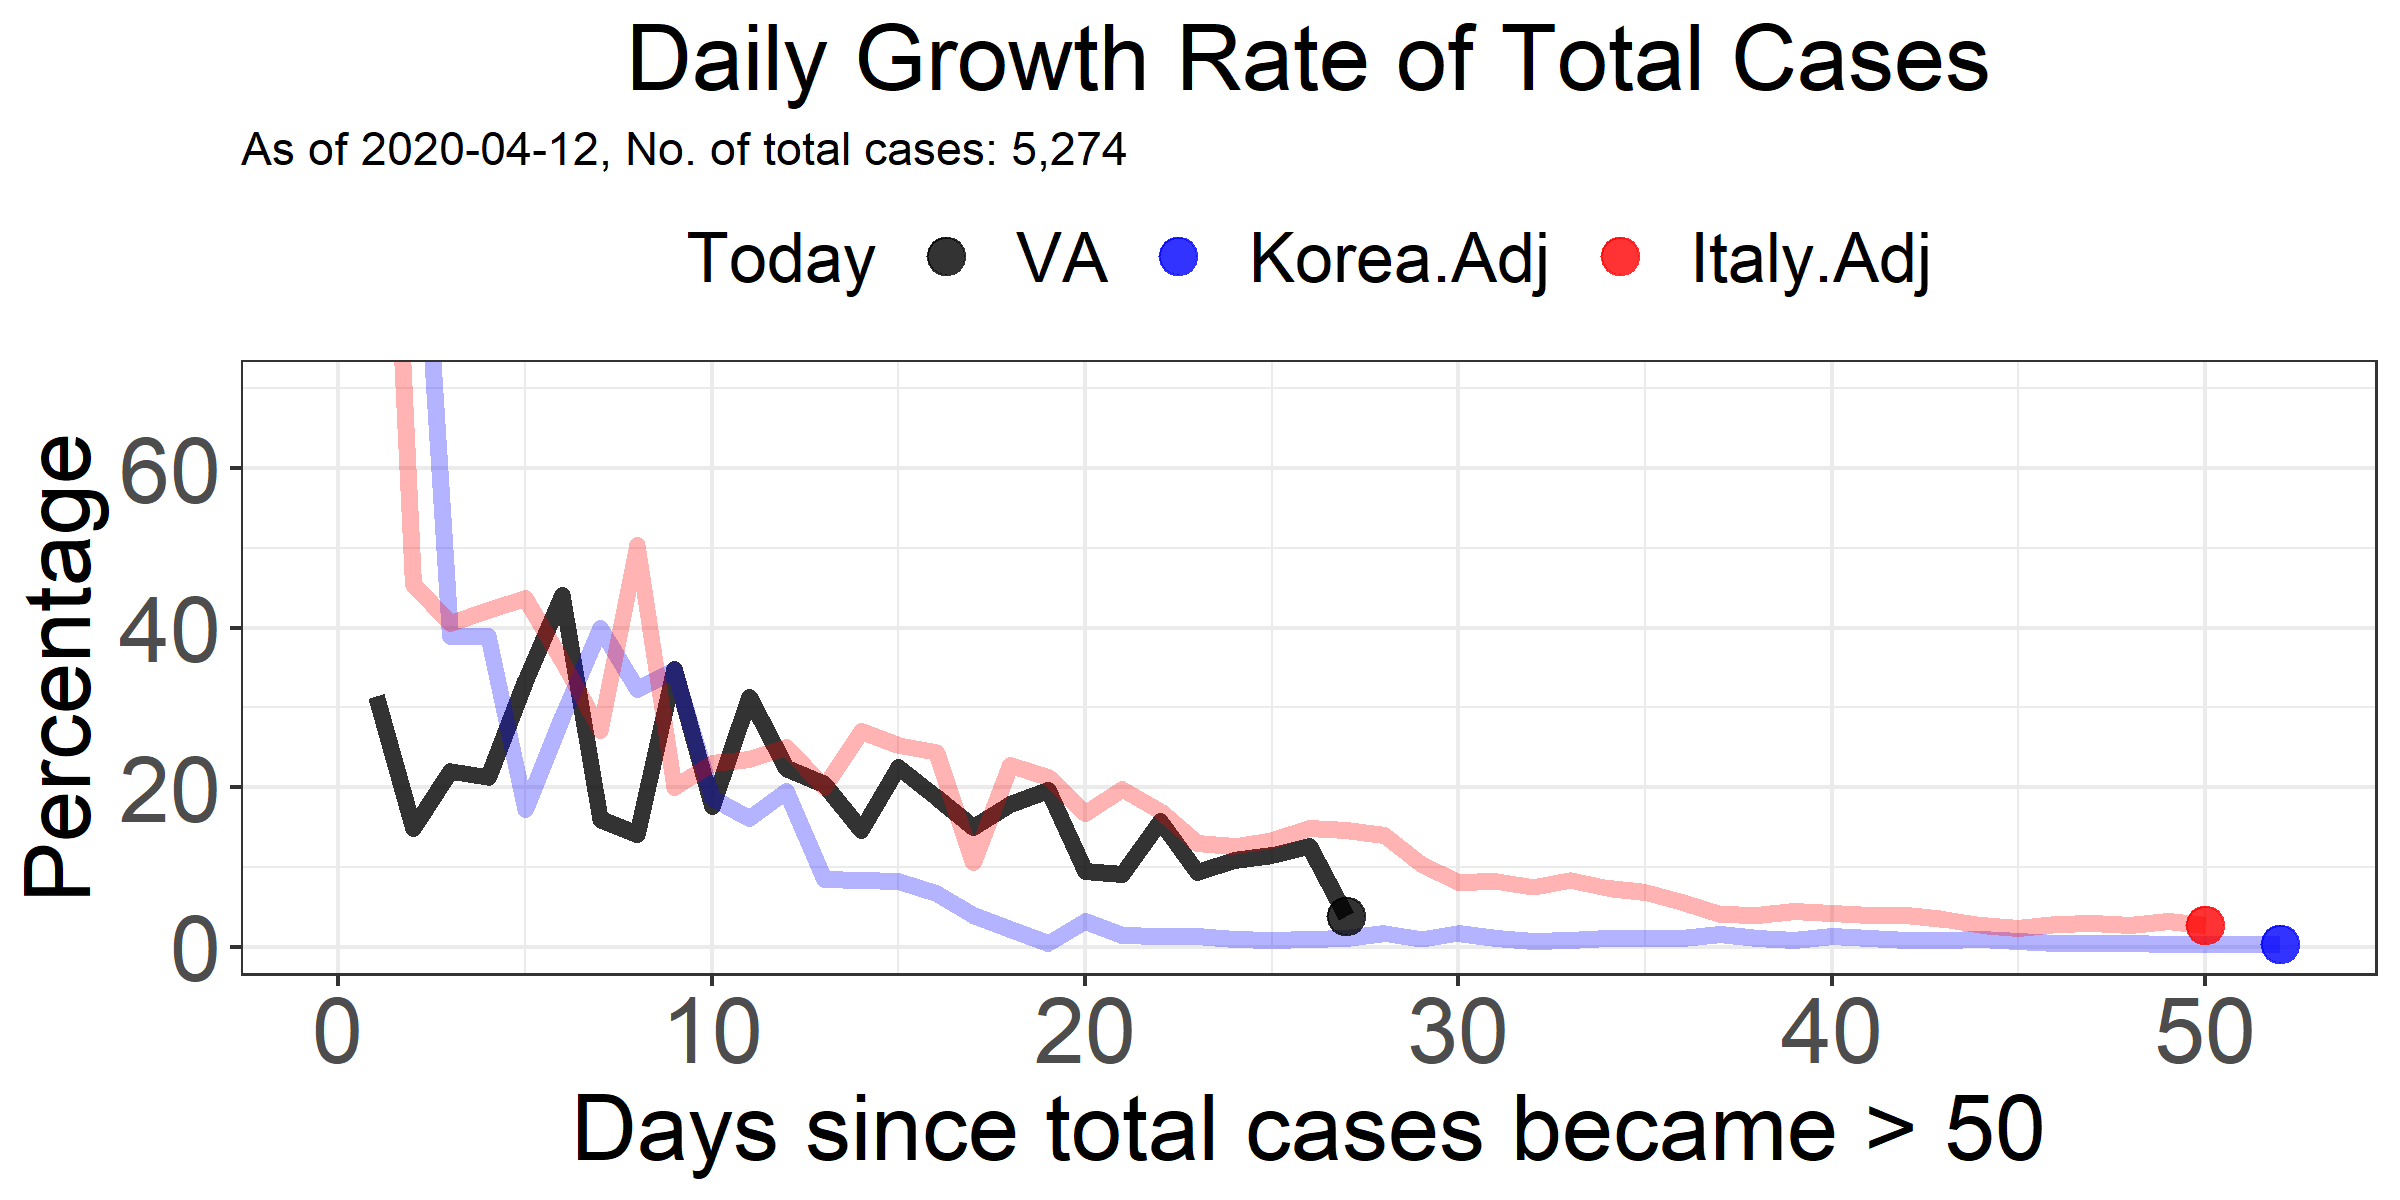 Daily Growth Rate of Total Cases
As of 2020-04-12, No. of total cases: 5,274
Today VA Korea.Adj Italy.Adj
Percentage
60
40
20
0
0 10 20 30 40 50
Days since total cases became > 50